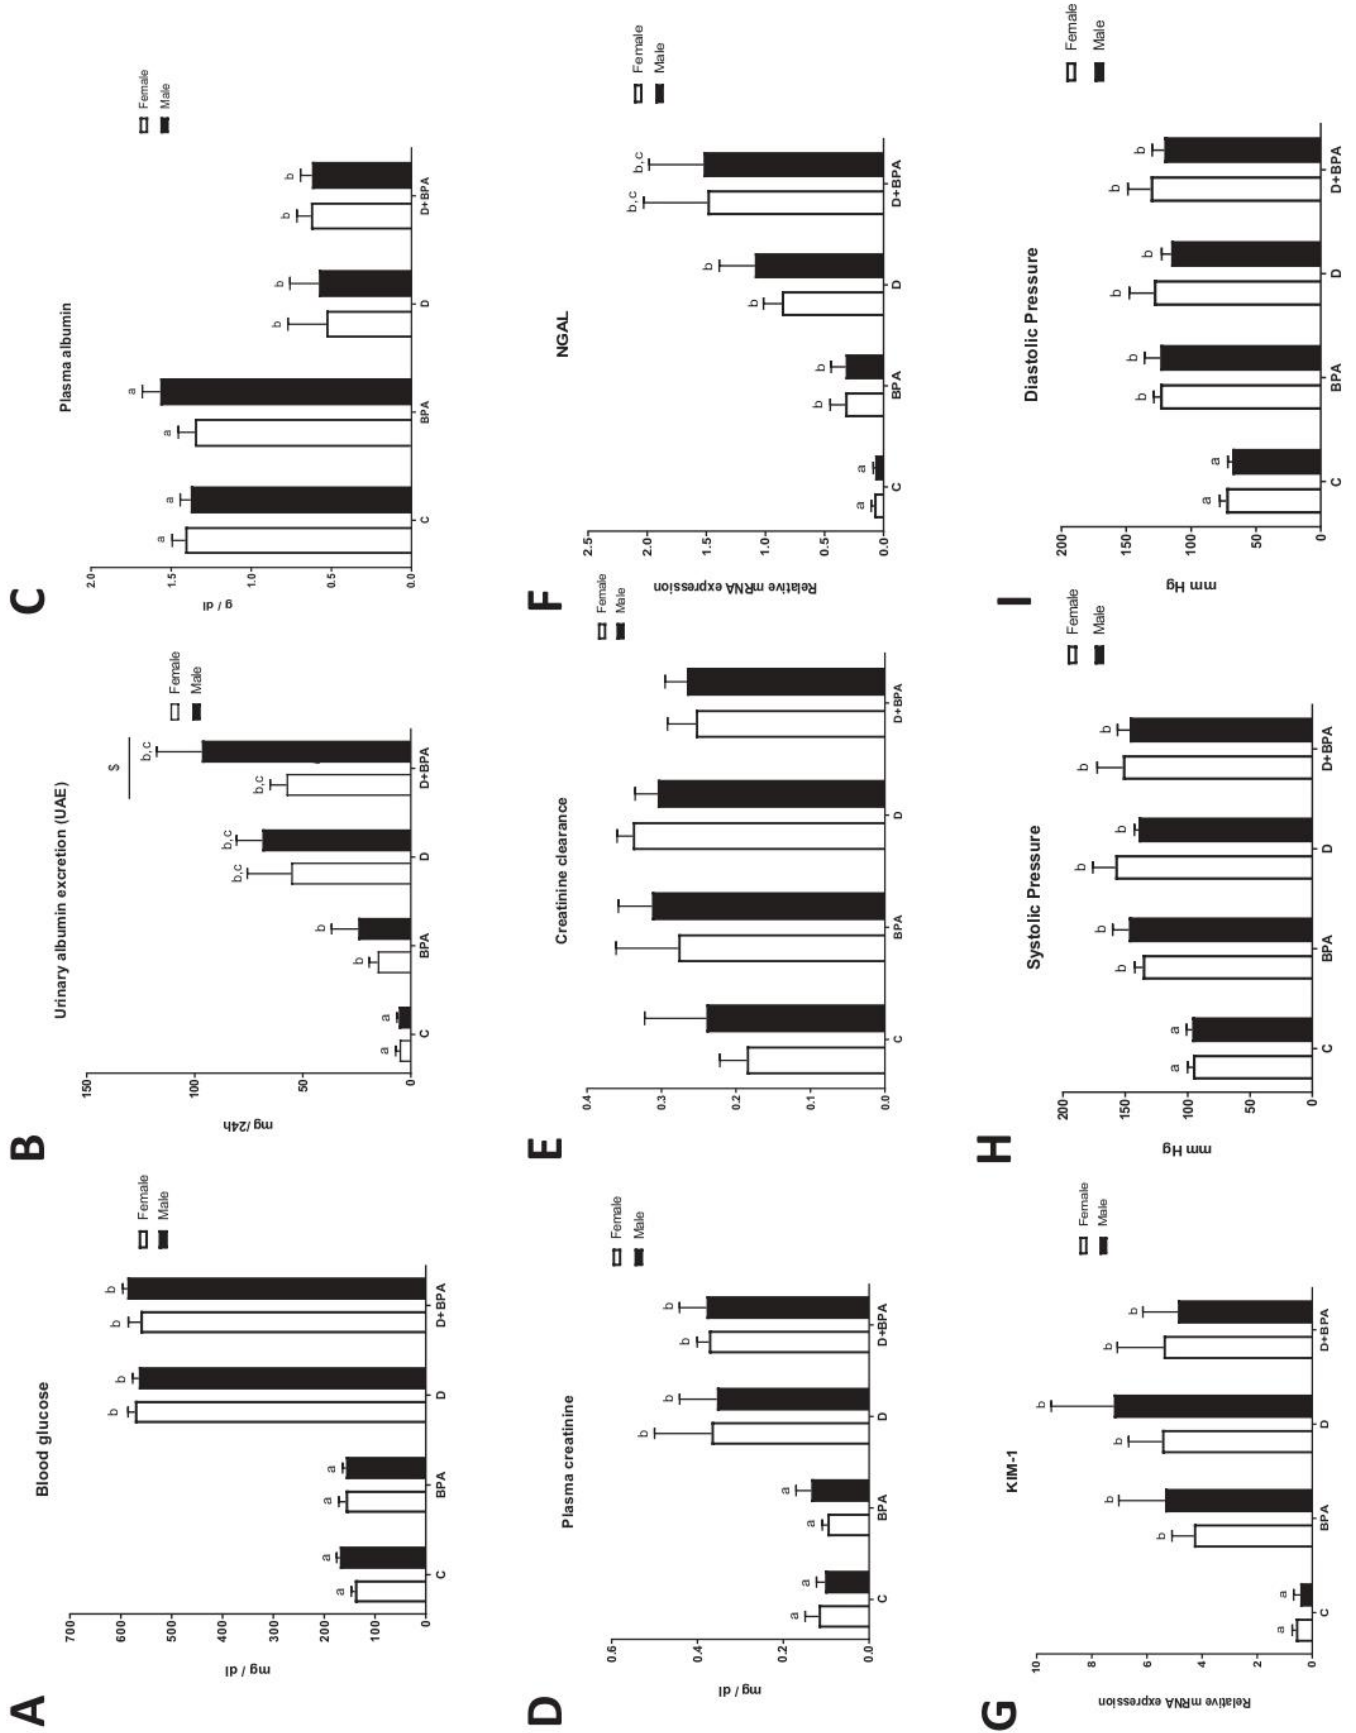 A
Blood glucose
Female
Male
mg / dl
700
600
500
400
300
200
100
0
a
a
a
a
b
b
b
b
C
BPA
D
D+BPA
B
Urinary albumin excretion (UAE)
Female
Male
mg/24h
150
100
50
0
$
a
a
b
b
b,c
b,c
b,c
b,c
C
BPA
D
D+BPA
C
Plasma albumin
Female
Male
g / dl
2.0
1.5
1.0
0.5
0.0
a
a
a
a
b
b
b
b
C
BPA
D
D+BPA
D
Plasma creatinine
Female
Male
mg / dl
0.6
0.4
0.2
0.0
a
a
a
a
b
b
b
b
C
BPA
D
D+BPA
E
Creatinine clearance
Female
Male
0.4
0.3
0.2
0.1
0.0
C
BPA
D
D+BPA
F
NGAL
Female
Male
Relative mRNA expression
2.5
2.0
1.5
1.0
0.5
0.0
a
a
b
b
b
b
b,c
b,c
C
BPA
D
D+BPA
G
KIM-1
Female
Male
Relative mRNA expression
10
8
6
4
2
0
a
a
b
b
b
b
b
b
C
BPA
D
D+BPA
H
Systolic Pressure
Female
Male
mm Hg
200
150
100
50
0
a
a
b
b
b
b
b
b
C
BPA
D
D+BPA
I
Diastolic Pressure
Female
Male
mm Hg
200
150
100
50
0
a
a
b
b
b
b
b
b
C
BPA
D
D+BPA